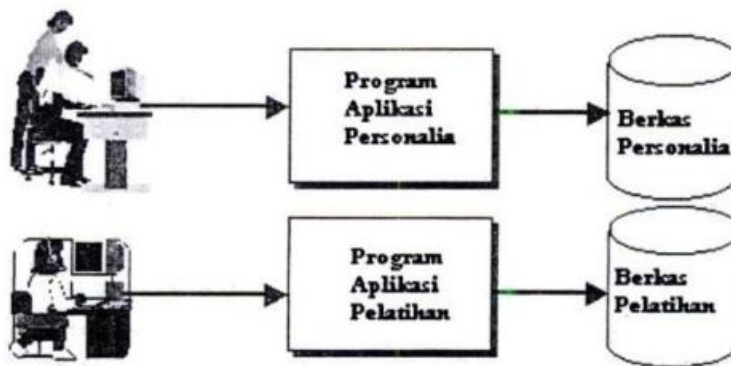 Program
Aplikasi
Personalia
Berkas
Personalia
Program
Aplikasi
Pelatihan
Berkas
Pelatihan